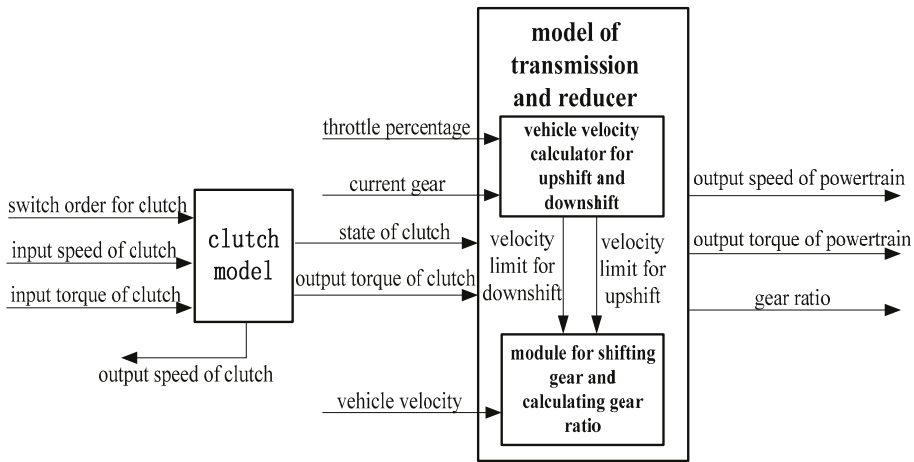 model of
transmission
and reducer
throttle percentage
vehicle velocity
calculator for
upshift and
downshift
current gear
switch order for clutch
input speed of clutch
input torque of clutch
clutch
model
state of clutch
output torque of clutch
output speed of clutch
velocity
limit for
downshift
velocity
limit for
upshift
output speed of powertrain
output torque of powertrain
gear ratio
module for shifting
gear and
calculating gear
ratio
vehicle velocity